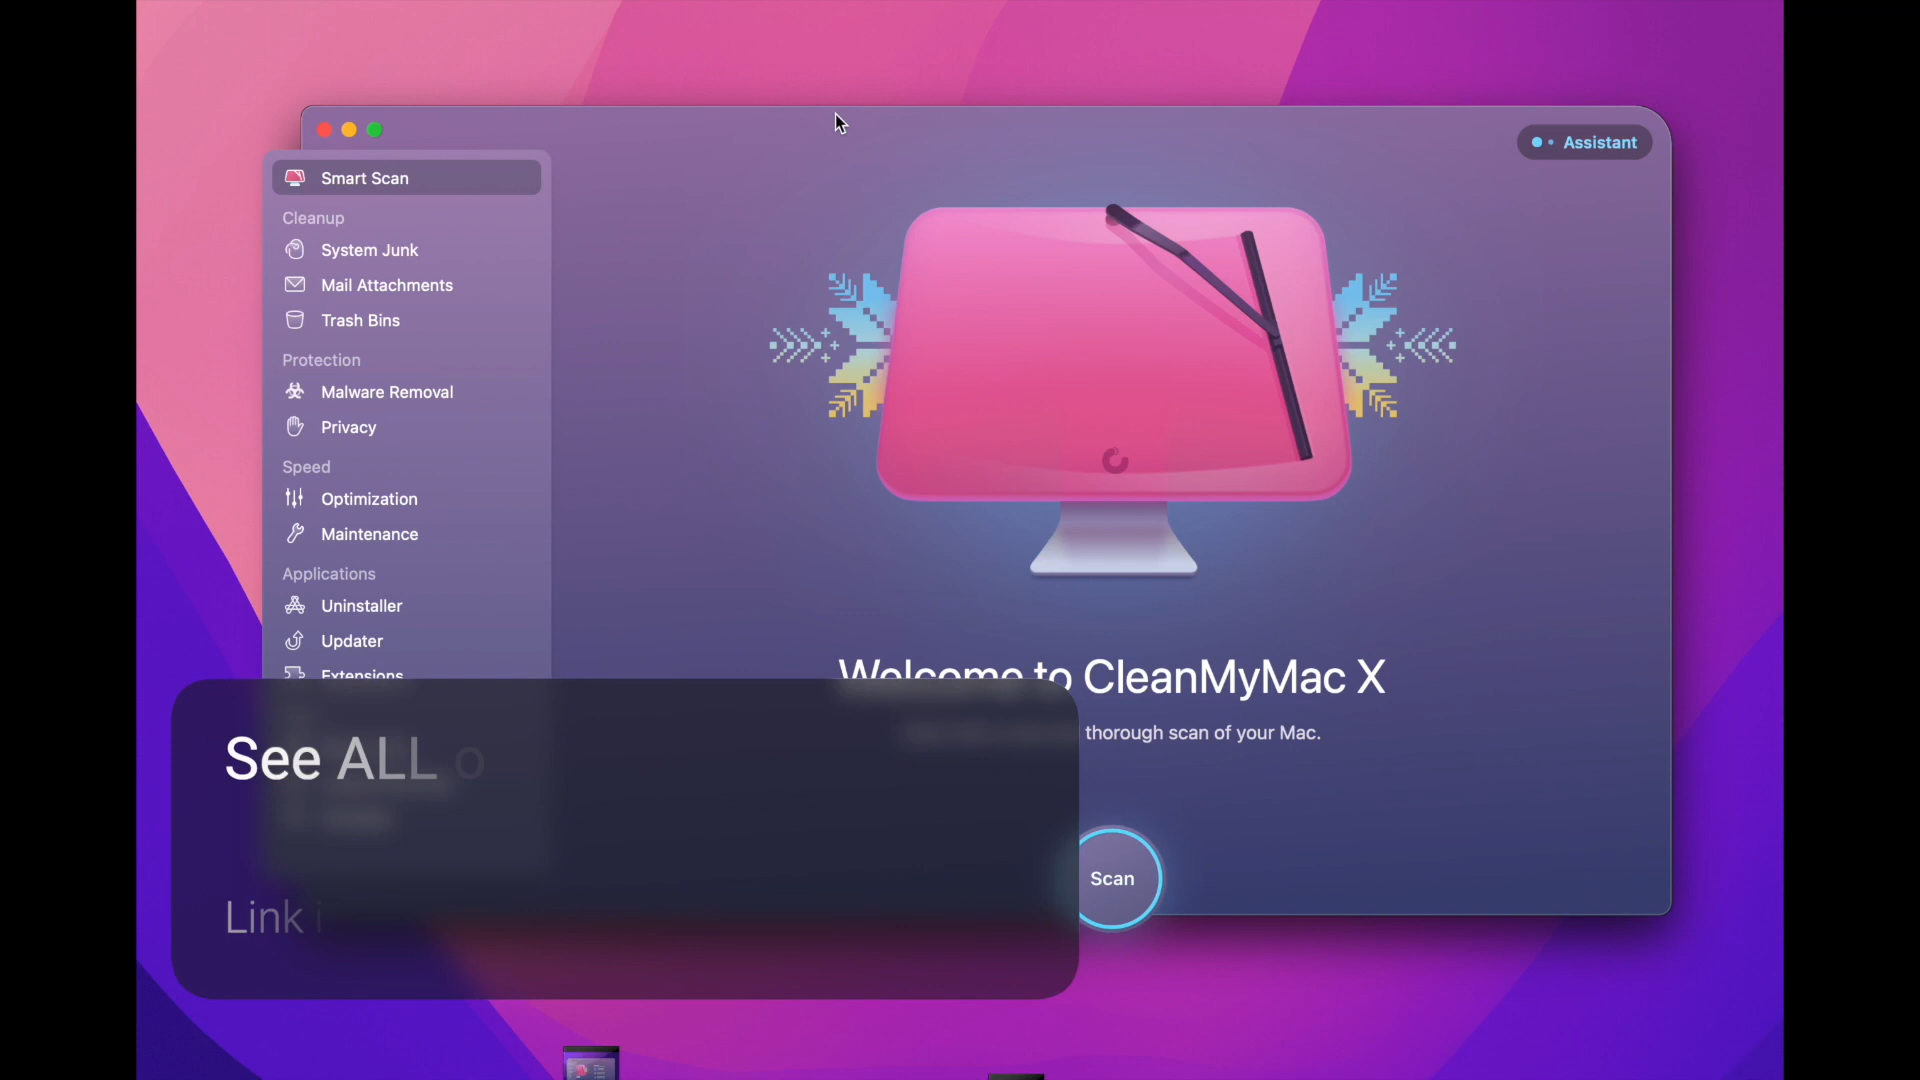 Assistant
Smart Scan
Cleanup
System Junk
Mail Attachments
Trash Bins
Protection
Malware Removal
Privacy
Speed
Optimization
Maintenance
Applications
Uninstaller
Updater
Extensions
Welcome to CleanMyMac X
thorough scan of your Mac.
See ALL o
Link i
Scan